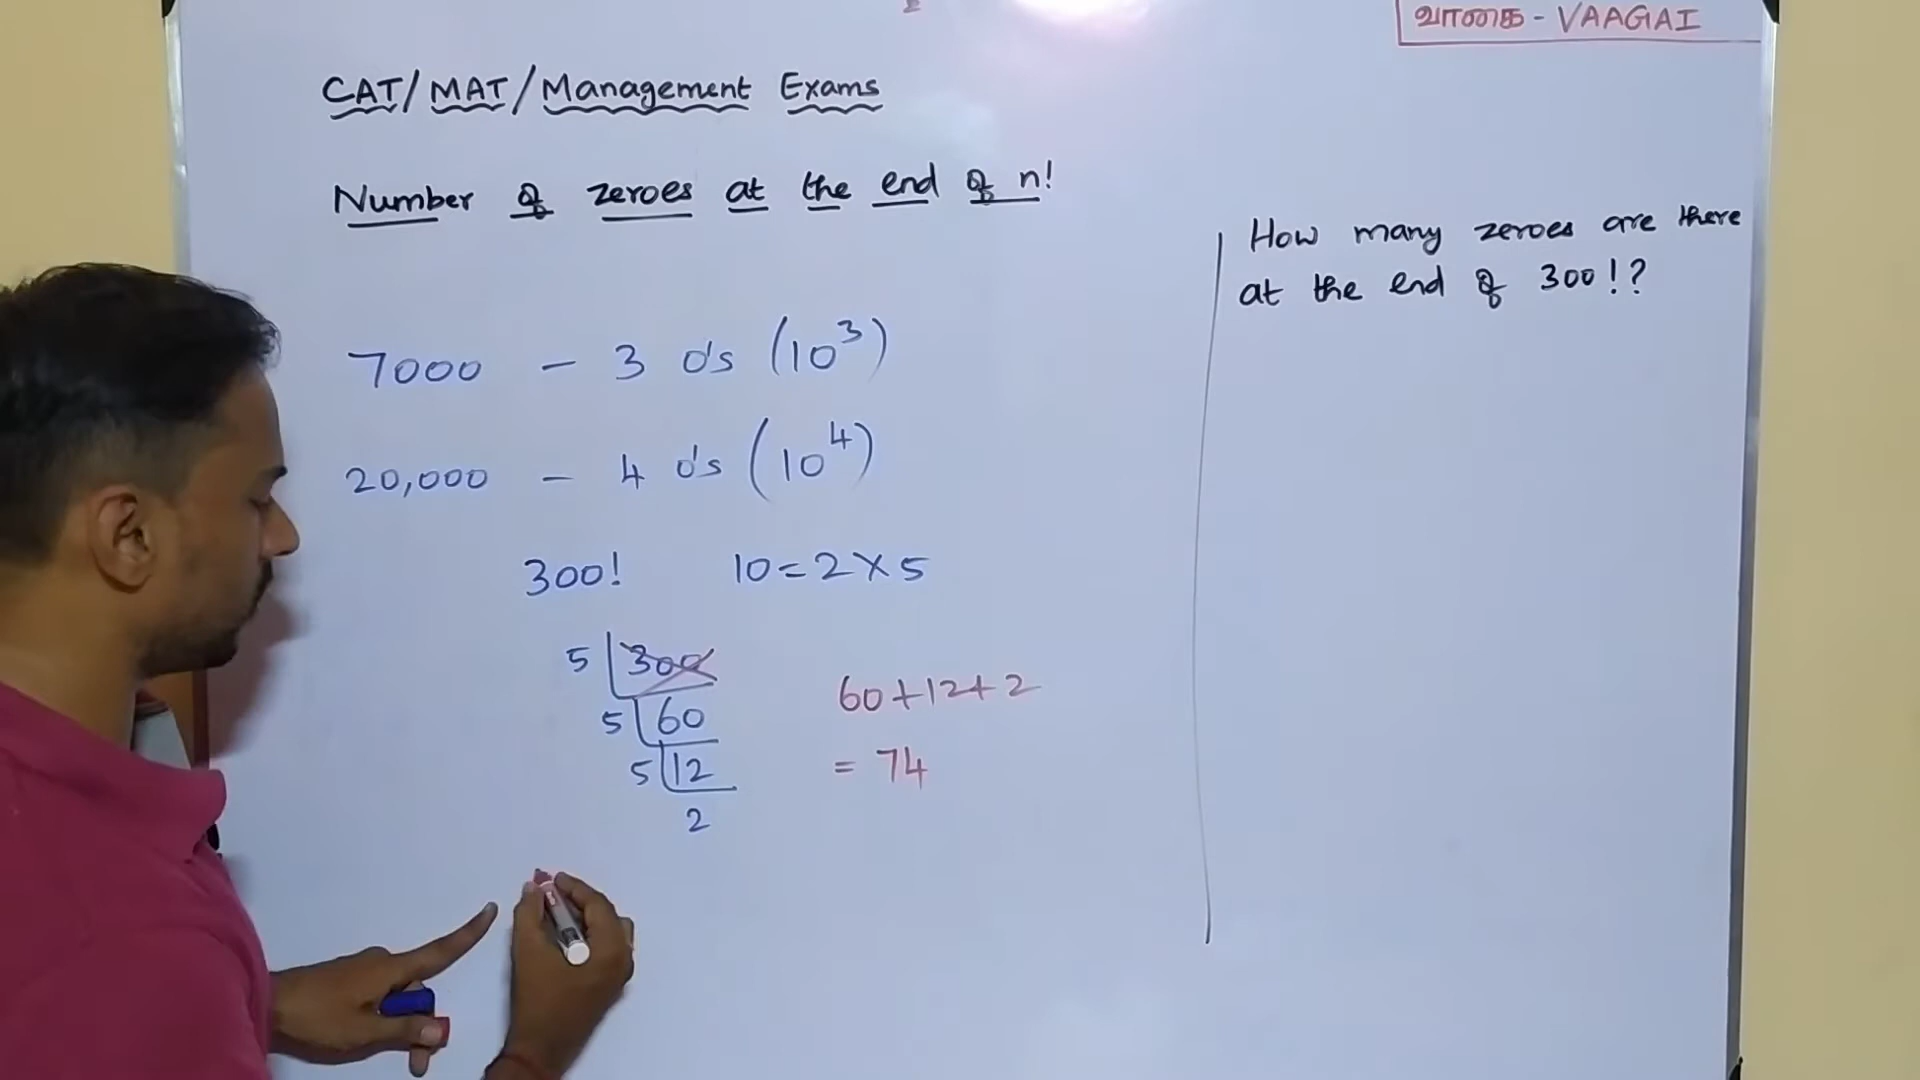 வாகை - VAAGAI
CAT/MAT/Management Exams
Number of zeroes at the end of n!
7000 - 3 0's (10³)
20,000 - 4 0's (10⁴)
300! 10=2×5
5 300
5 60
5 12
2
60+12+2
= 74
How many zeroes are there
at the end of 300!?